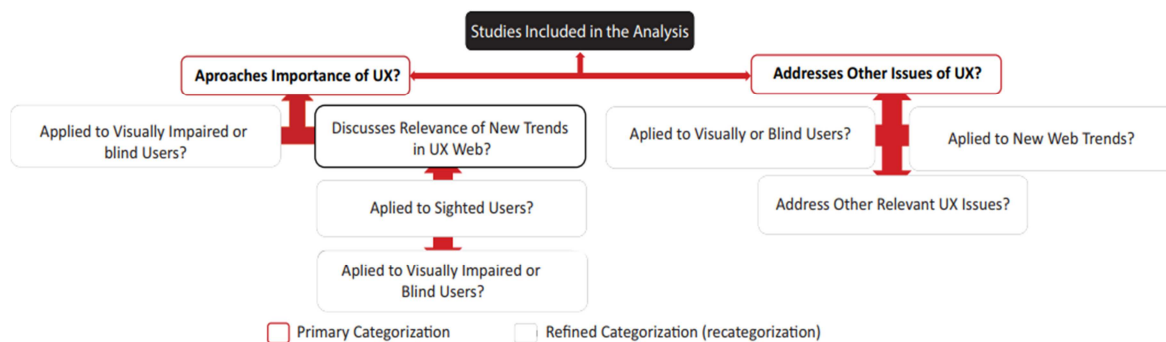 Studies Included in the Analysis
Aproaches Importance of UX?
Addresses Other Issues of UX?
Applied to Visually Impaired or
blind Users?
Discusses Relevance of New Trends
in UX Web?
Aplied to Visually or Blind Users?
Aplied to New Web Trends?
Aplied to Sighted Users?
Address Other Relevant UX Issues?
Aplied to Visually Impaired or
Blind Users?
Primary Categorization
Refined Categorization (recategorization)